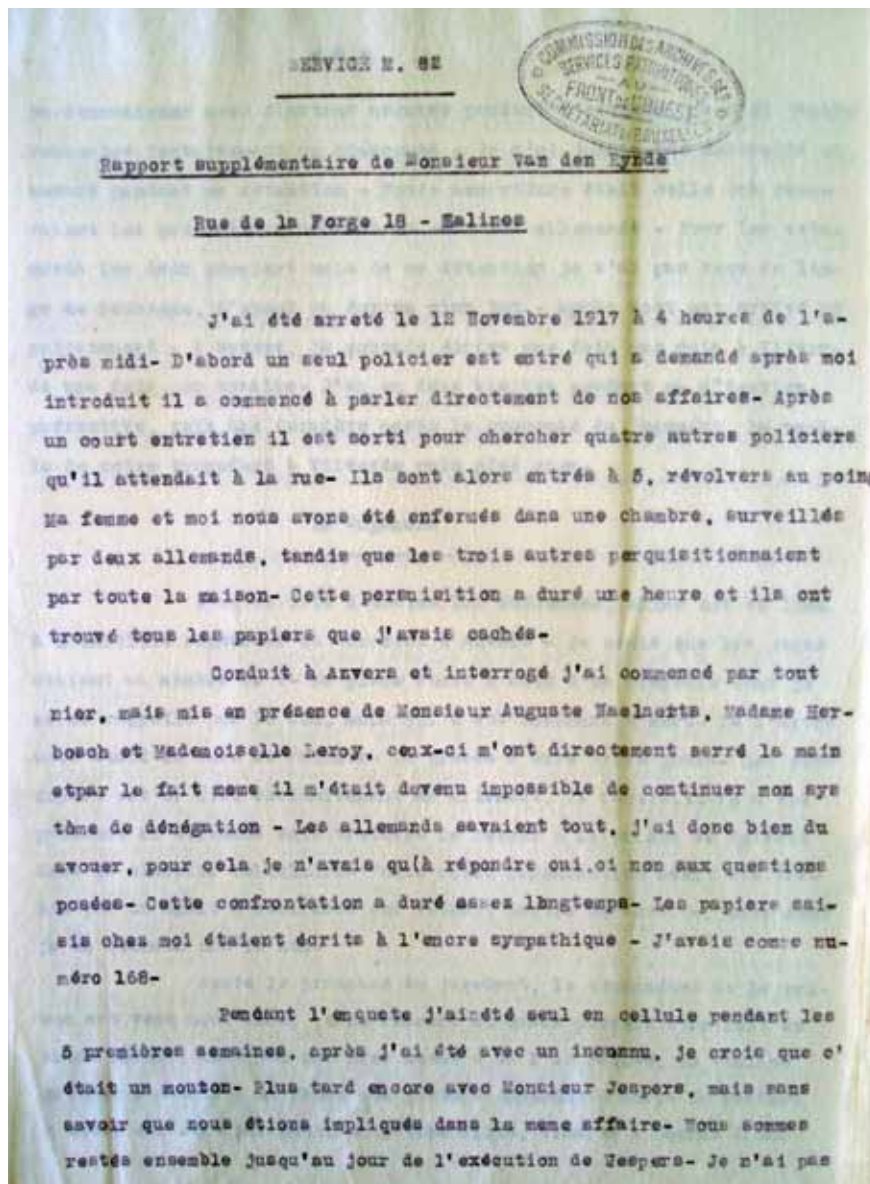 SERVICE M. 82
COMMISSION DES ARCHIVES DES
SERVICES PATRIOTIQUES
AU
FRONT DE L'OUEST
SECRÉTARIAT BRUXELLES
Rapport supplémentaire de Monsieur Van den Eynde
Rue de la Forge 18 - Malines
J'ai été arreté le 12 Novembre 1917 à 4 heures de l'a-
près midi- D'abord un seul policier est entré qui a demandé après moi
introduit il a commencé à parler directement de nos affaires- Après
un court entretien il est sorti pour chercher quatre autres policiers
qu'il attendait à la rue- Ils sont alors entrés à 5, révolvers au poing
Ma femme et moi nous avons été enfermés dans une chambre, surveillés
par deux allemands, tandis que les trois autres perquisitionnaient
par toute la maison- Cette persuisition a duré une heure et ils ont
trouvé tous les papiers que j'avais cachés-
Conduit à Anvers et interrogé j'ai commencé par tout
nier, mais mis en présence de Monsieur Auguste Naelaerts, Madame Her-
bosch et Mademoiselle Leroy, ceux-ci m'ont directement serré la main
etpar le fait meme il m'était devenu impossible de continuer mon sys
tème de dénégation - Les allemands savaient tout, j'ai donc bien du
avouer, pour cela je n'avais qu(à répondre oui.oi non aux questions
posées- Cette confrontation a duré assez lbngtemps- Les papiers sai-
sis chez moi étaient écrits à l'encre sympathique - J'avais comme nu-
méro 168-
Pendant l'enquete j'ai été seul en cellule pendant les
5 premières semaines, après j'ai été avec un inconnu, je crois que c'
était un mouton- Plus tard encore avec Monsieur Jespers, mais sans
savoir que nous étions impliqués dans la meme affaire- Nous sommes
restés ensemble jusqu'au jour de l'exécution de Jespers- Je n'ai pas